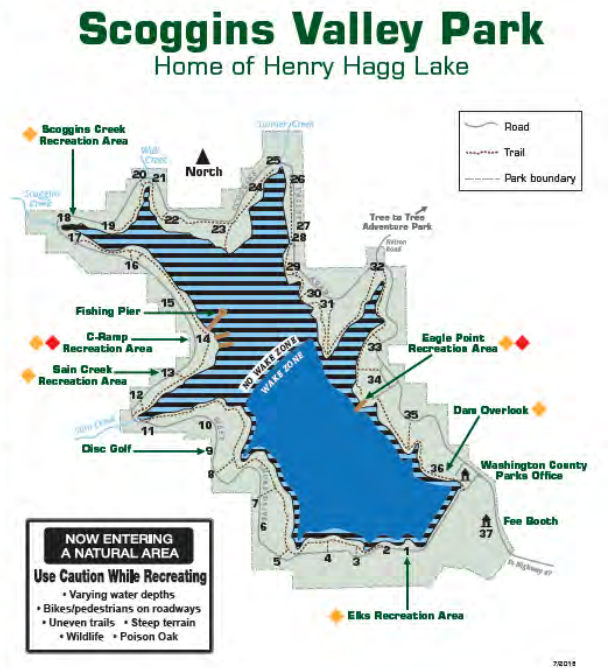 Scoggins Valley Park
Home of Henry Hagg Lake
Scoggins Creek
Recreation Area
North
Road
Trail
Park boundary
Tree to Tree
Adventure Park
Nelson
Road
Scoggins
Creek
Wall
Creek
Tanner Creek
20
21
25
26
24
18
17
19
22
23
27
28
16
29
30
31
32
15
Fishing Pier
14
C-Ramp
Recreation Area
Sain Creek
Recreation Area
13
12
NO WAKE ZONE
WAKE ZONE
Eagle Point
Recreation Area
33
34
35
Dam Overlook
Sain Creek
11
10
Disc Golf
9
8
7
6
5
4
3
2
1
36
Washington County
Parks Office
Fee Booth
37
To Highway 47
Elks Recreation Area
NOW ENTERING
A NATURAL AREA
Use Caution While Recreating
• Varying water depths
• Bikes/pedestrians on roadways
• Uneven trails • Steep terrain
• Wildlife • Poison Oak
7/2015